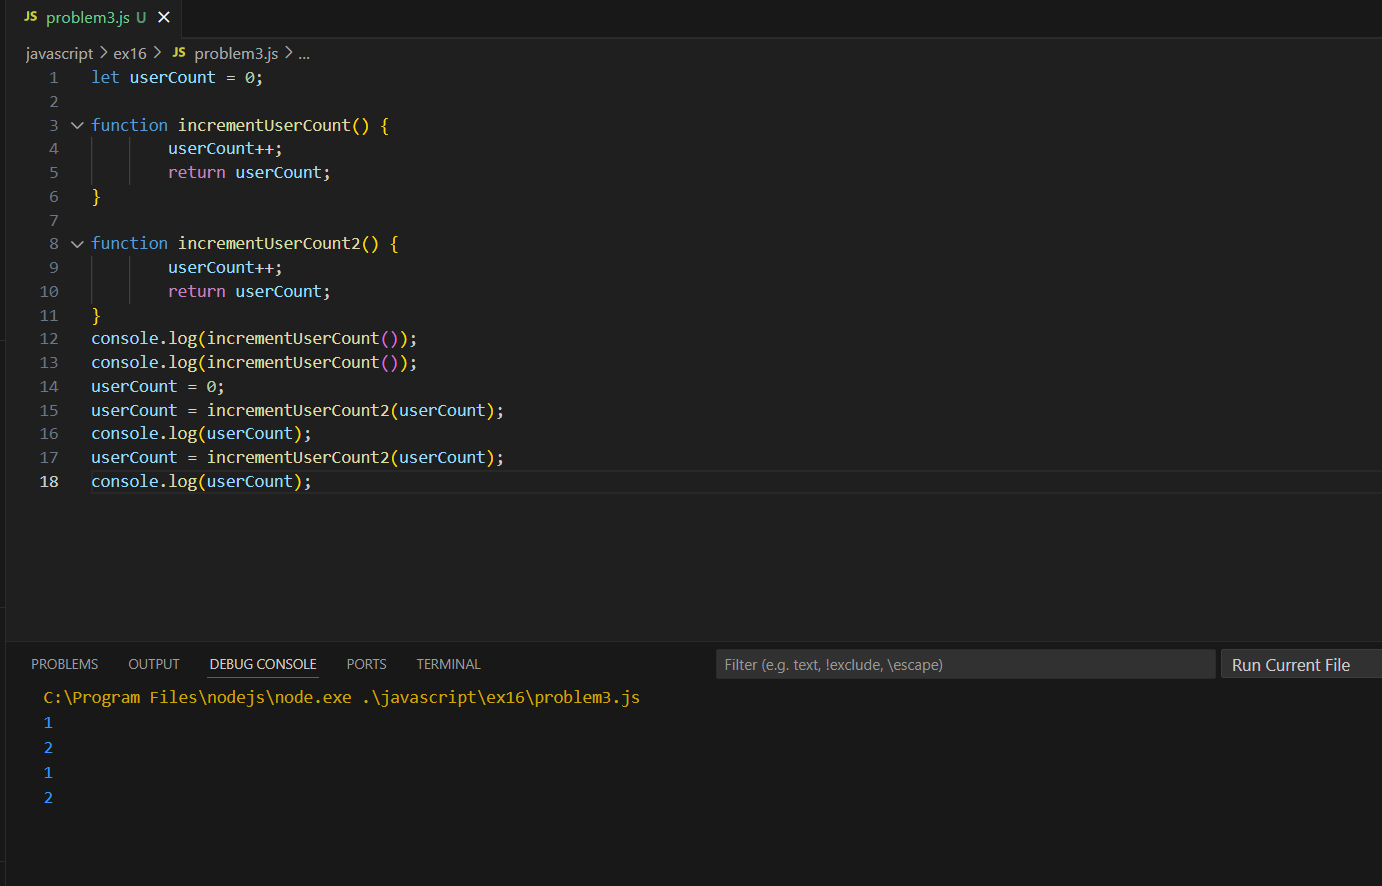 JS problem3.js U ×
javascript > ex16 > JS problem3.js > ...
1 let userCount = 0;
2
3 function incrementUserCount() {
4 userCount++;
5 return userCount;
6 }
7
8 function incrementUserCount2() {
9 userCount++;
10 return userCount;
11 }
12 console.log(incrementUserCount());
13 console.log(incrementUserCount());
14 userCount = 0;
15 userCount = incrementUserCount2(userCount);
16 console.log(userCount);
17 userCount = incrementUserCount2(userCount);
18 console.log(userCount);
PROBLEMS OUTPUT DEBUG CONSOLE PORTS TERMINAL Filter (e.g. text, !exclude, \escape) Run Current File
C:\Program Files\nodejs\node.exe .\javascript\ex16\problem3.js
1
2
1
2